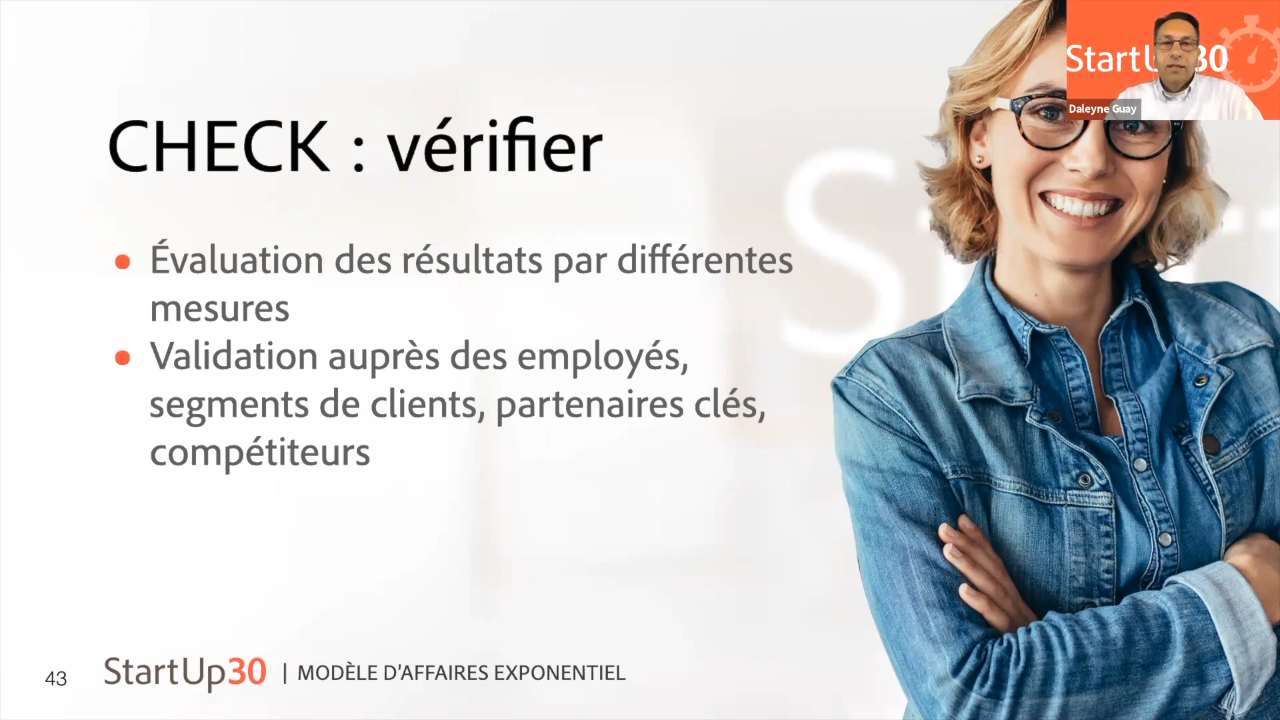 StartUp30
Daleyne Guay
CHECK : vérifier
Évaluation des résultats par différentes
mesures
Validation auprès des employés,
segments de clients, partenaires clés,
compétiteurs
43
StartUp30 | MODÈLE D’AFFAIRES EXPONENTIEL